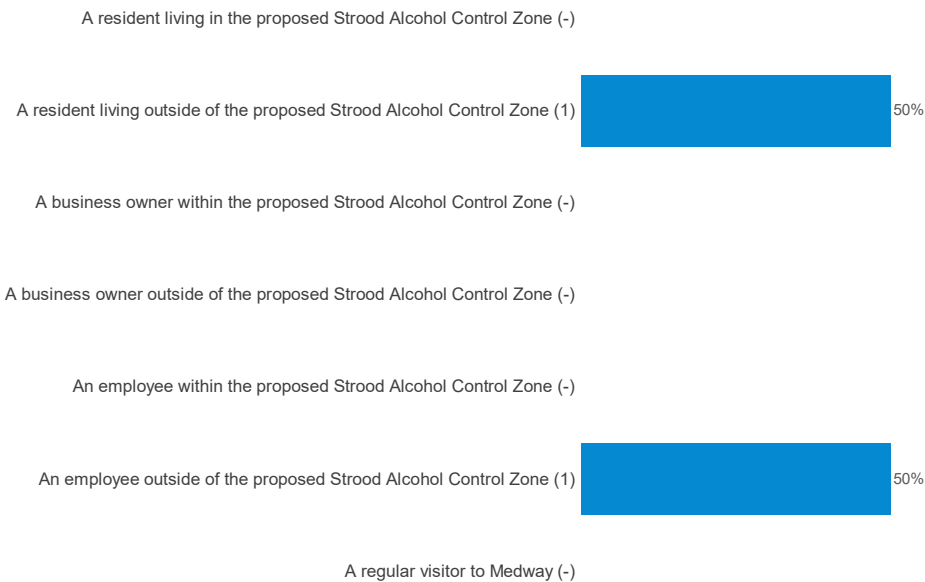 A resident living in the proposed Strood Alcohol Control Zone (-)
A resident living outside of the proposed Strood Alcohol Control Zone (1)
50%
A business owner within the proposed Strood Alcohol Control Zone (-)
A business owner outside of the proposed Strood Alcohol Control Zone (-)
An employee within the proposed Strood Alcohol Control Zone (-)
An employee outside of the proposed Strood Alcohol Control Zone (1)
50%
A regular visitor to Medway (-)